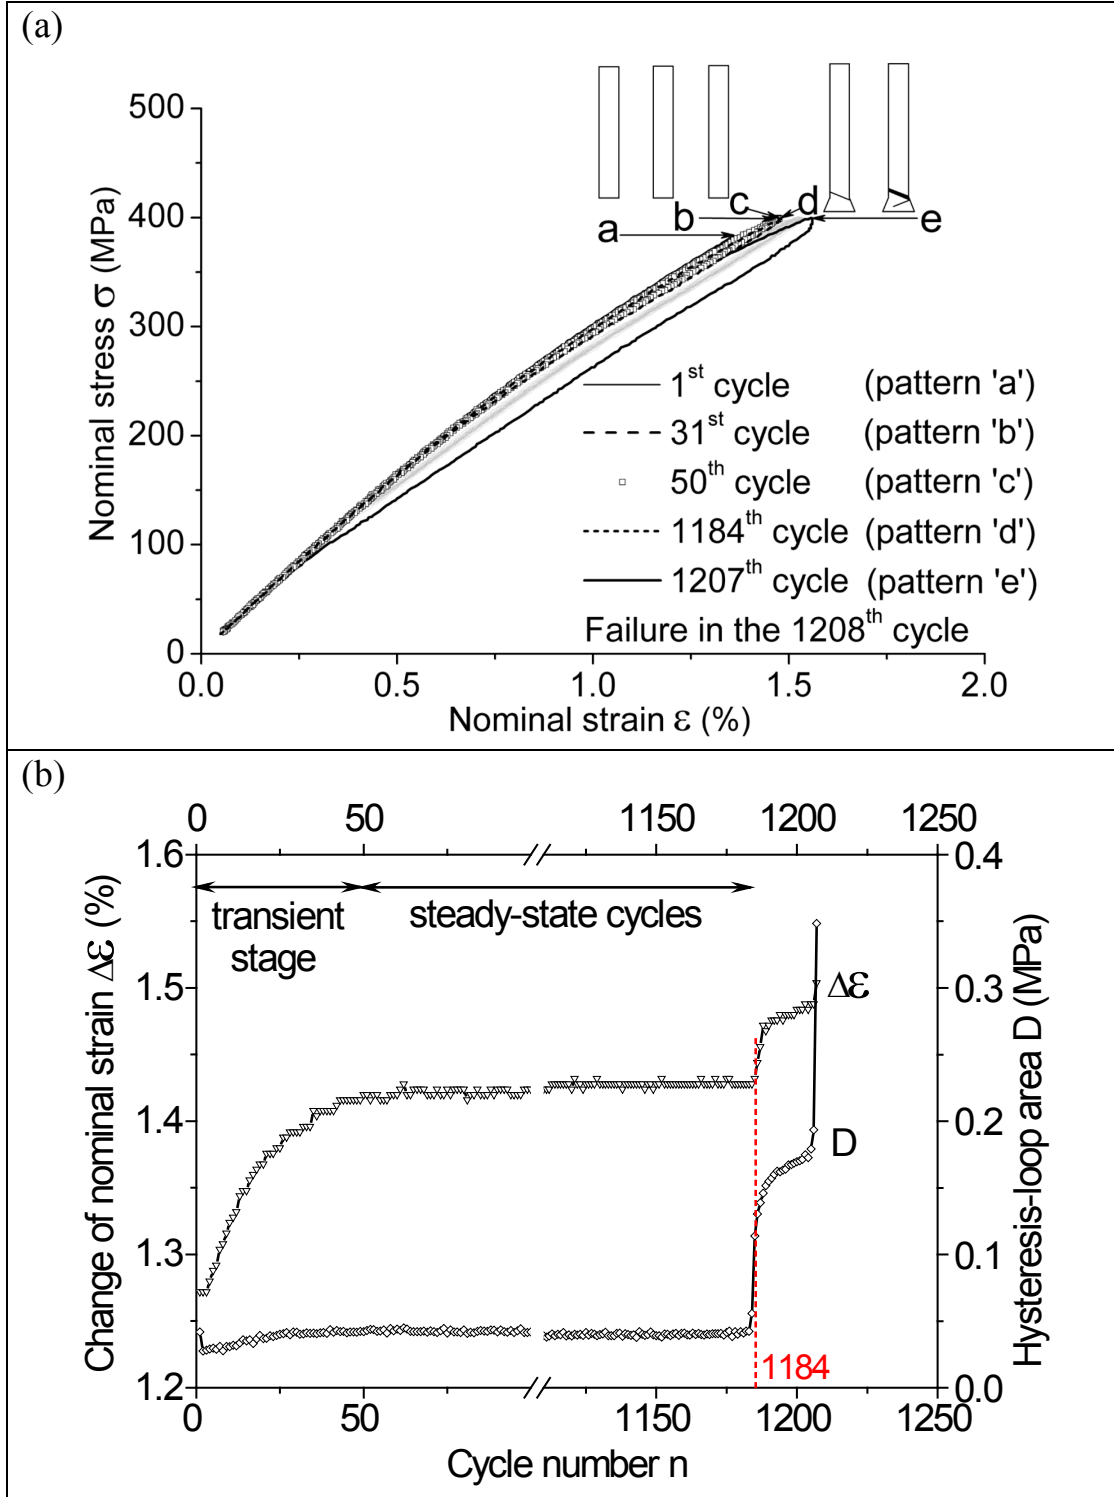 (a)
500
400
300
200
100
0
Nominal stress σ (MPa)
a
b
c
d
e
1st cycle (pattern 'a')
31st cycle (pattern 'b')
50th cycle (pattern 'c')
1184th cycle (pattern 'd')
1207th cycle (pattern 'e')
Failure in the 1208th cycle
0.0 0.5 1.0 1.5 2.0
Nominal strain ε (%)
(b)
0 50 1150 1200 1250
1.6
1.5
1.4
1.3
1.2
Change of nominal strain Δε (%)
transient
stage
steady-state cycles
Δε
D
1184
0.4
0.3
0.2
0.1
0.0
Hysteresis-loop area D (MPa)
0 50 1150 1200 1250
Cycle number n